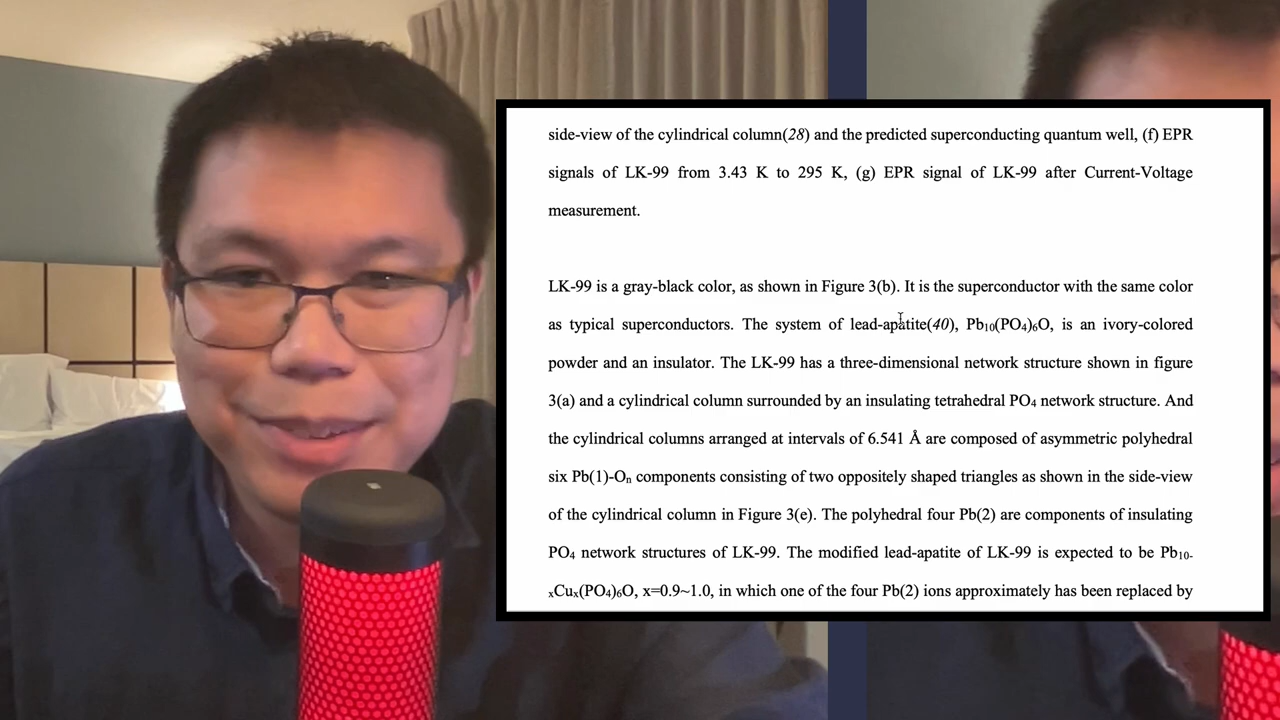 side-view of the cylindrical column(28) and the predicted superconducting quantum well, (f) EPR
signals of LK-99 from 3.43 K to 295 K, (g) EPR signal of LK-99 after Current-Voltage
measurement.
LK-99 is a gray-black color, as shown in Figure 3(b). It is the superconductor with the same color
as typical superconductors. The system of lead-apatite(40), Pb₁₀(PO₄)₆O, is an ivory-colored
powder and an insulator. The LK-99 has a three-dimensional network structure shown in figure
3(a) and a cylindrical column surrounded by an insulating tetrahedral PO₄ network structure. And
the cylindrical columns arranged at intervals of 6.541 Å are composed of asymmetric polyhedral
six Pb(1)-Oₙ components consisting of two oppositely shaped triangles as shown in the side-view
of the cylindrical column in Figure 3(e). The polyhedral four Pb(2) are components of insulating
PO₄ network structures of LK-99. The modified lead-apatite of LK-99 is expected to be Pb₁₀₋
ₓCuₓ(PO₄)₆O, x=0.9~1.0, in which one of the four Pb(2) ions approximately has been replaced by